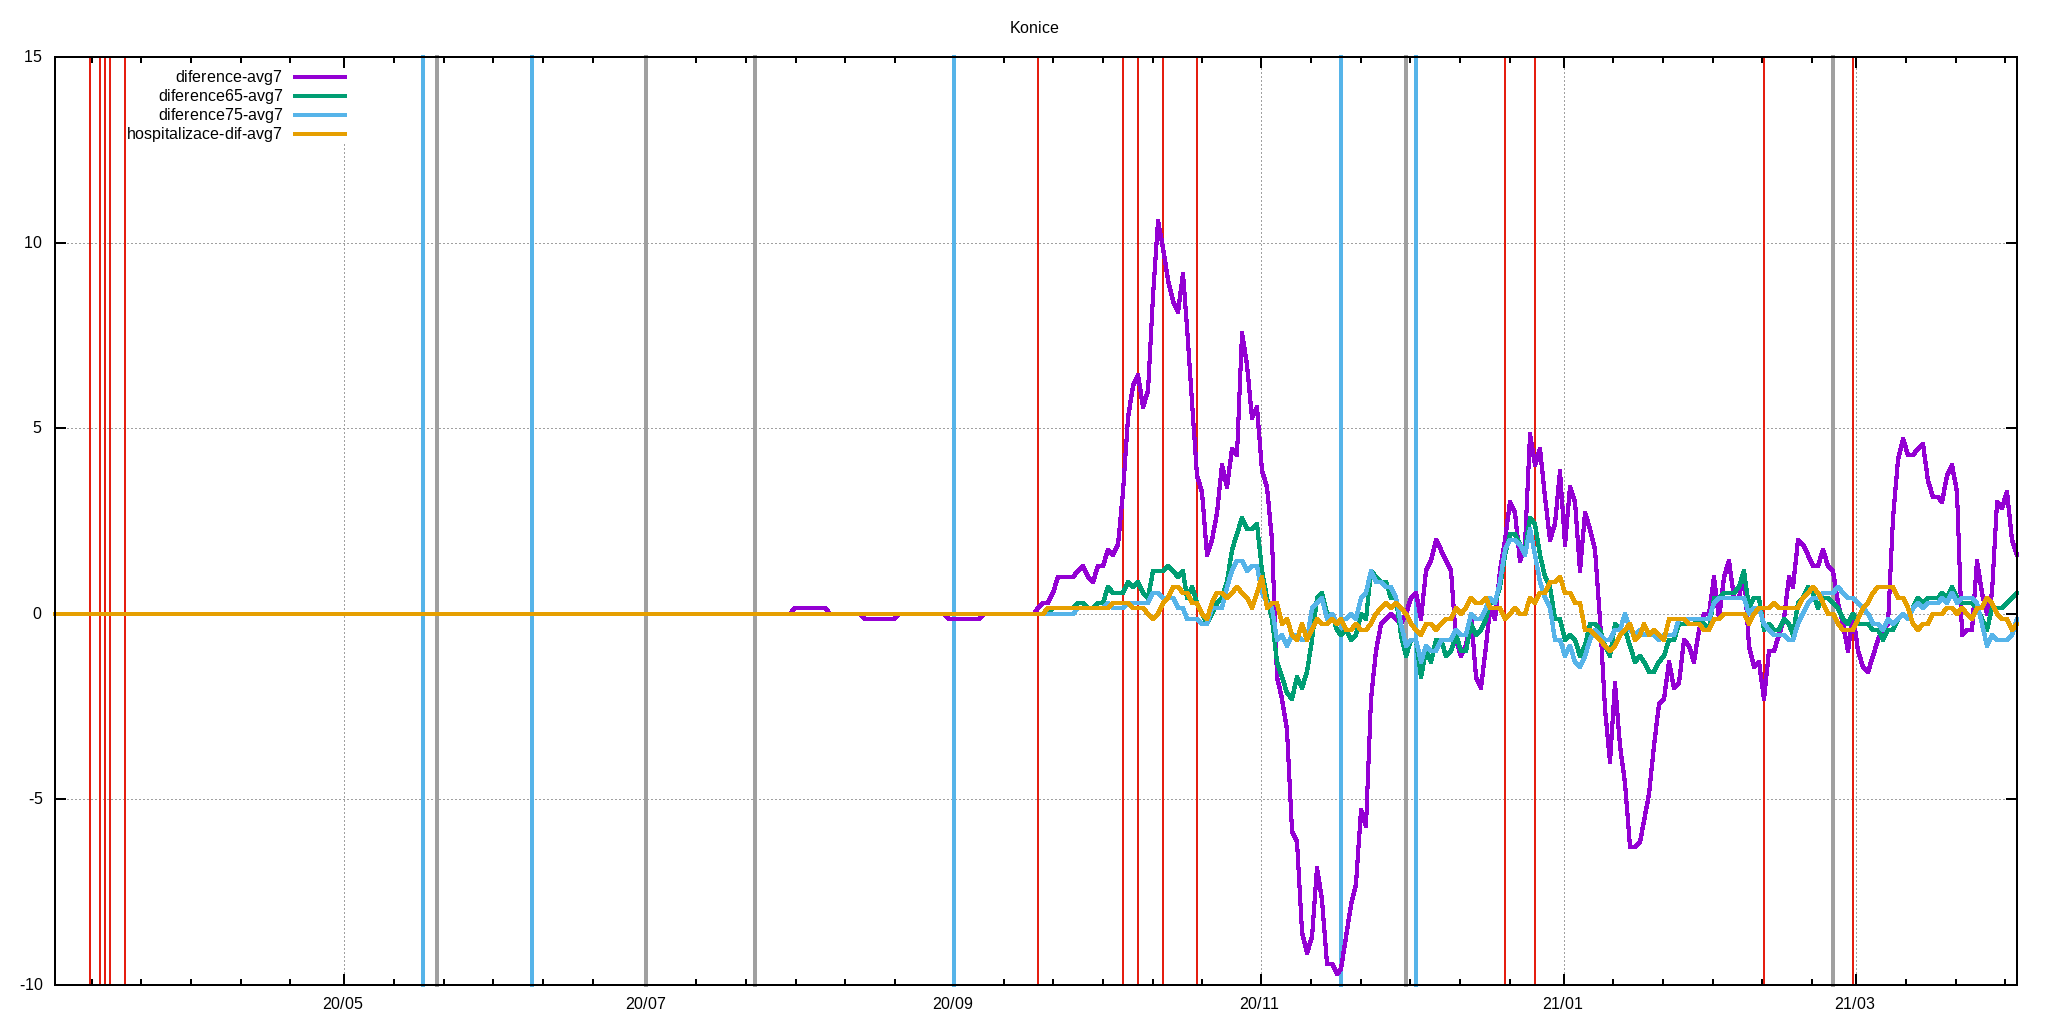 Konice
15
diference-avg7
diference65-avg7
diference75-avg7
hospitalizace-dif-avg7
10
5
0
-5
-10
20/05 20/07 20/09 20/11 21/01 21/03